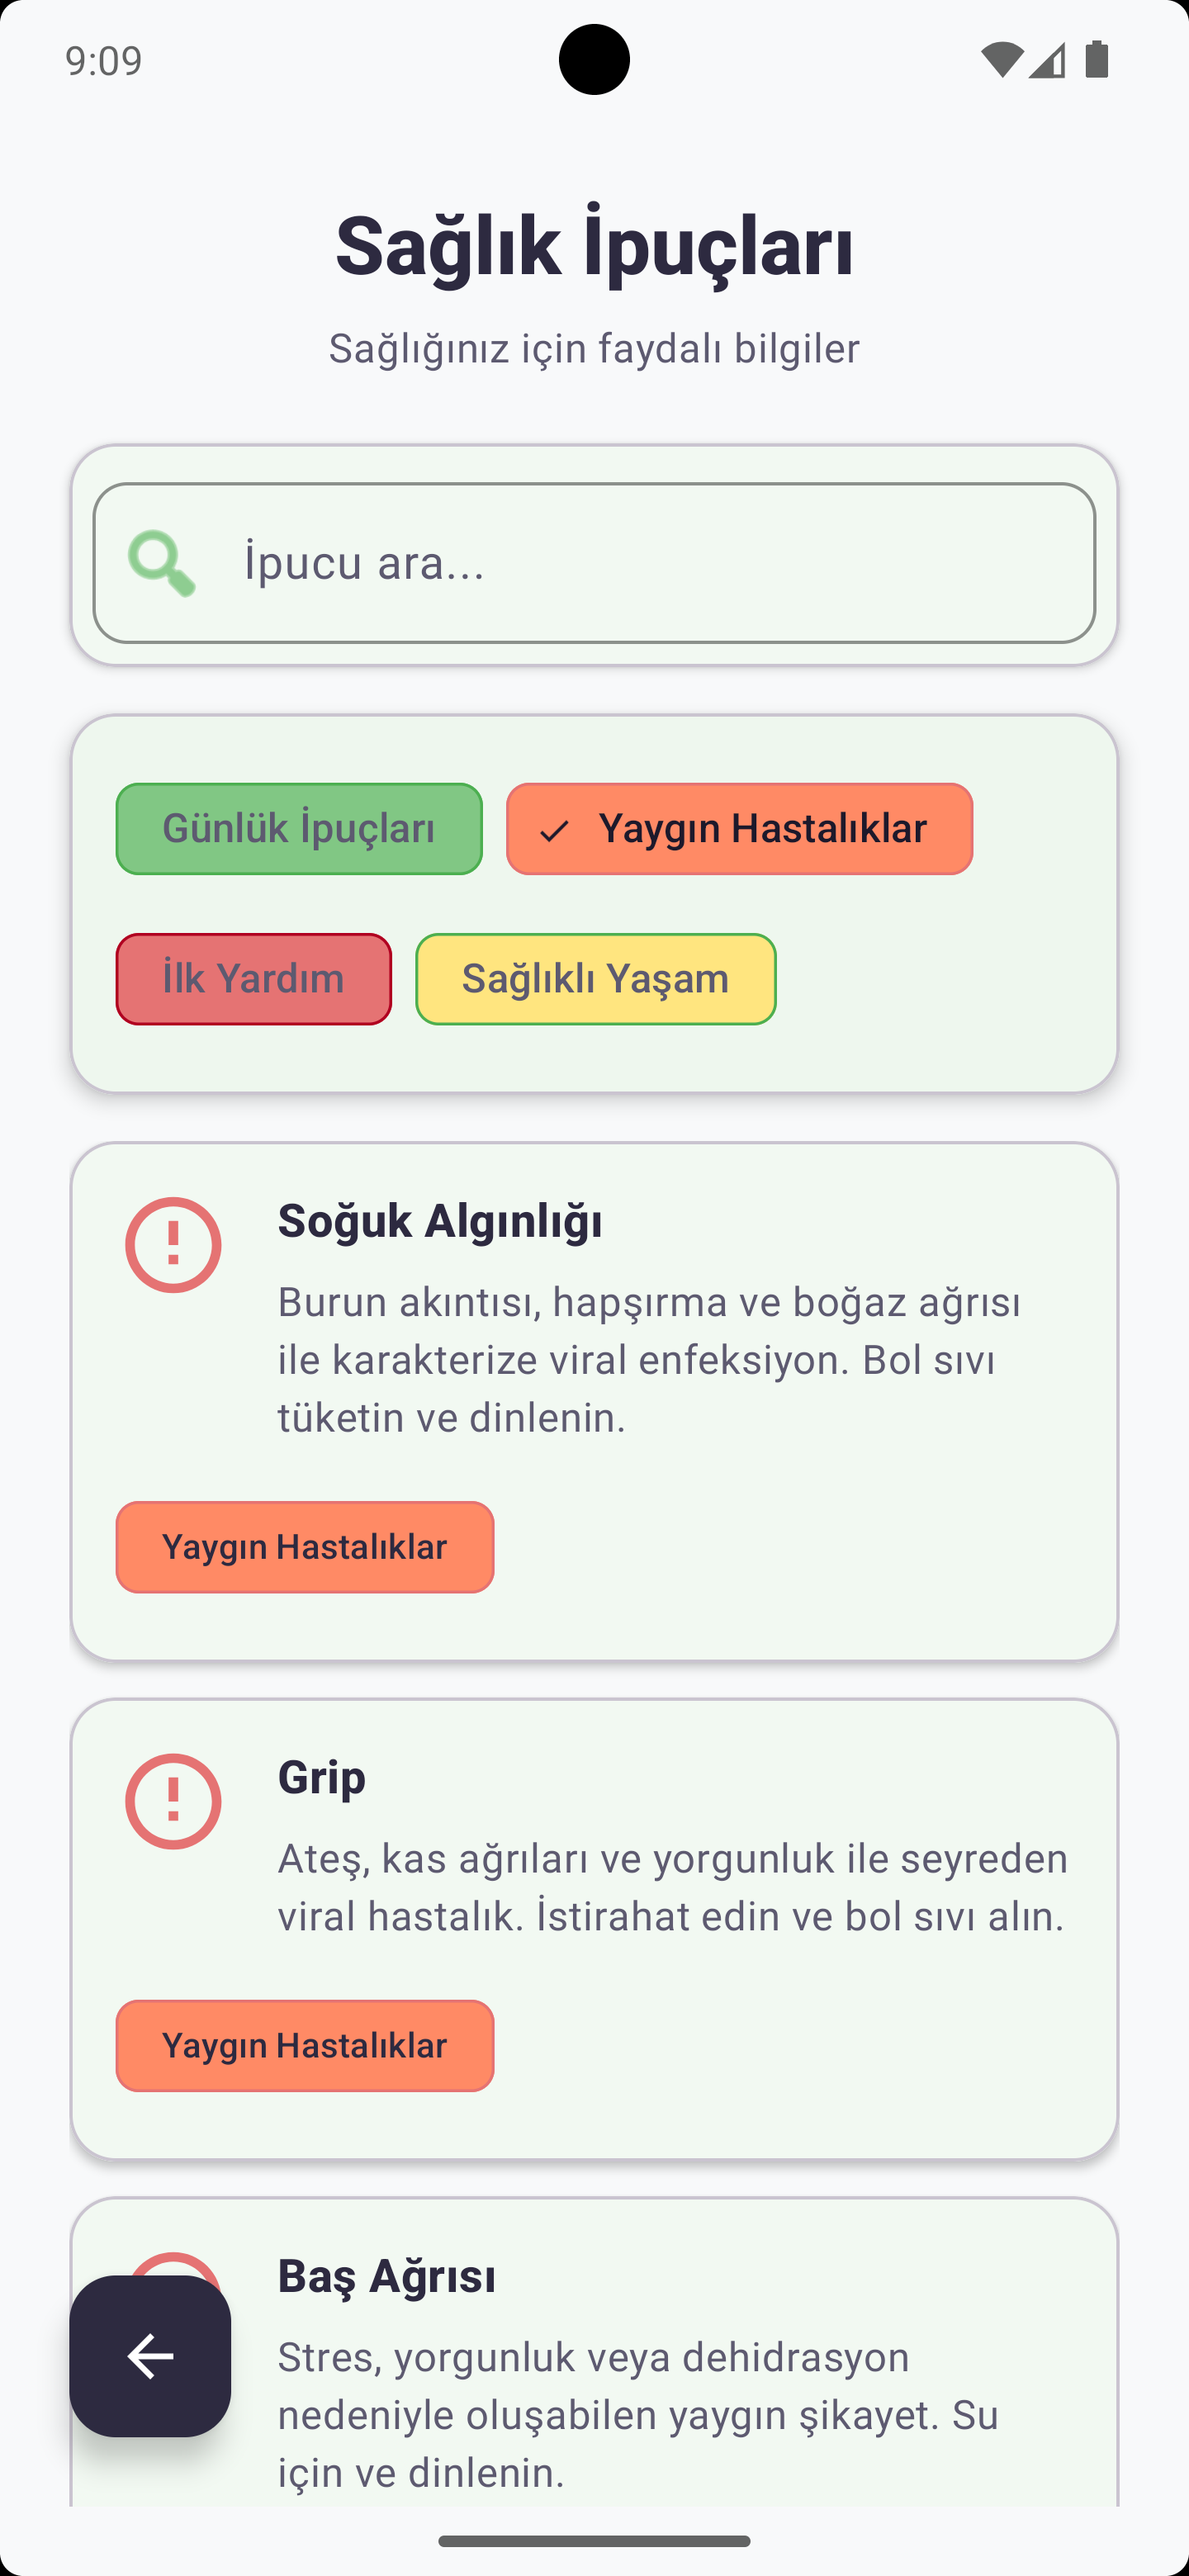 9:09
Sağlık İpuçları
Sağlığınız için faydalı bilgiler
İpucu ara...
Günlük İpuçları
Yaygın Hastalıklar
İlk Yardım
Sağlıklı Yaşam
Soğuk Algınlığı
Burun akıntısı, hapşırma ve boğaz ağrısı
ile karakterize viral enfeksiyon. Bol sıvı
tüketin ve dinlenin.
Yaygın Hastalıklar
Grip
Ateş, kas ağrıları ve yorgunluk ile seyreden
viral hastalık. İstirahat edin ve bol sıvı alın.
Yaygın Hastalıklar
Baş Ağrısı
Stres, yorgunluk veya dehidrasyon
nedeniyle oluşabilen yaygın şikayet. Su
için ve dinlenin.